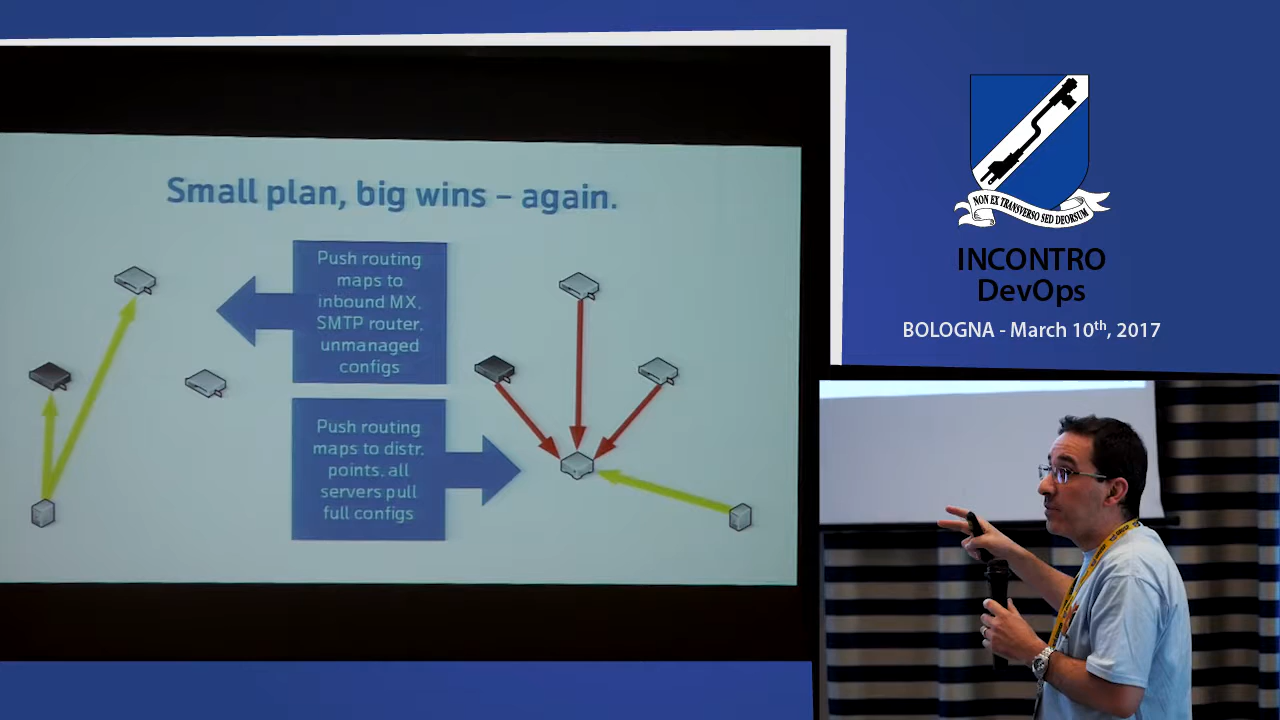 Small plan, big wins – again.
Push routing
maps to
inbound MX,
SMTP router,
unmanaged
configs
Push routing
maps to distr.
points, all
servers pull
full configs
NON EX TRANSVERSO SED DEORSUM
INCONTRO
DevOps
BOLOGNA - March 10th, 2017